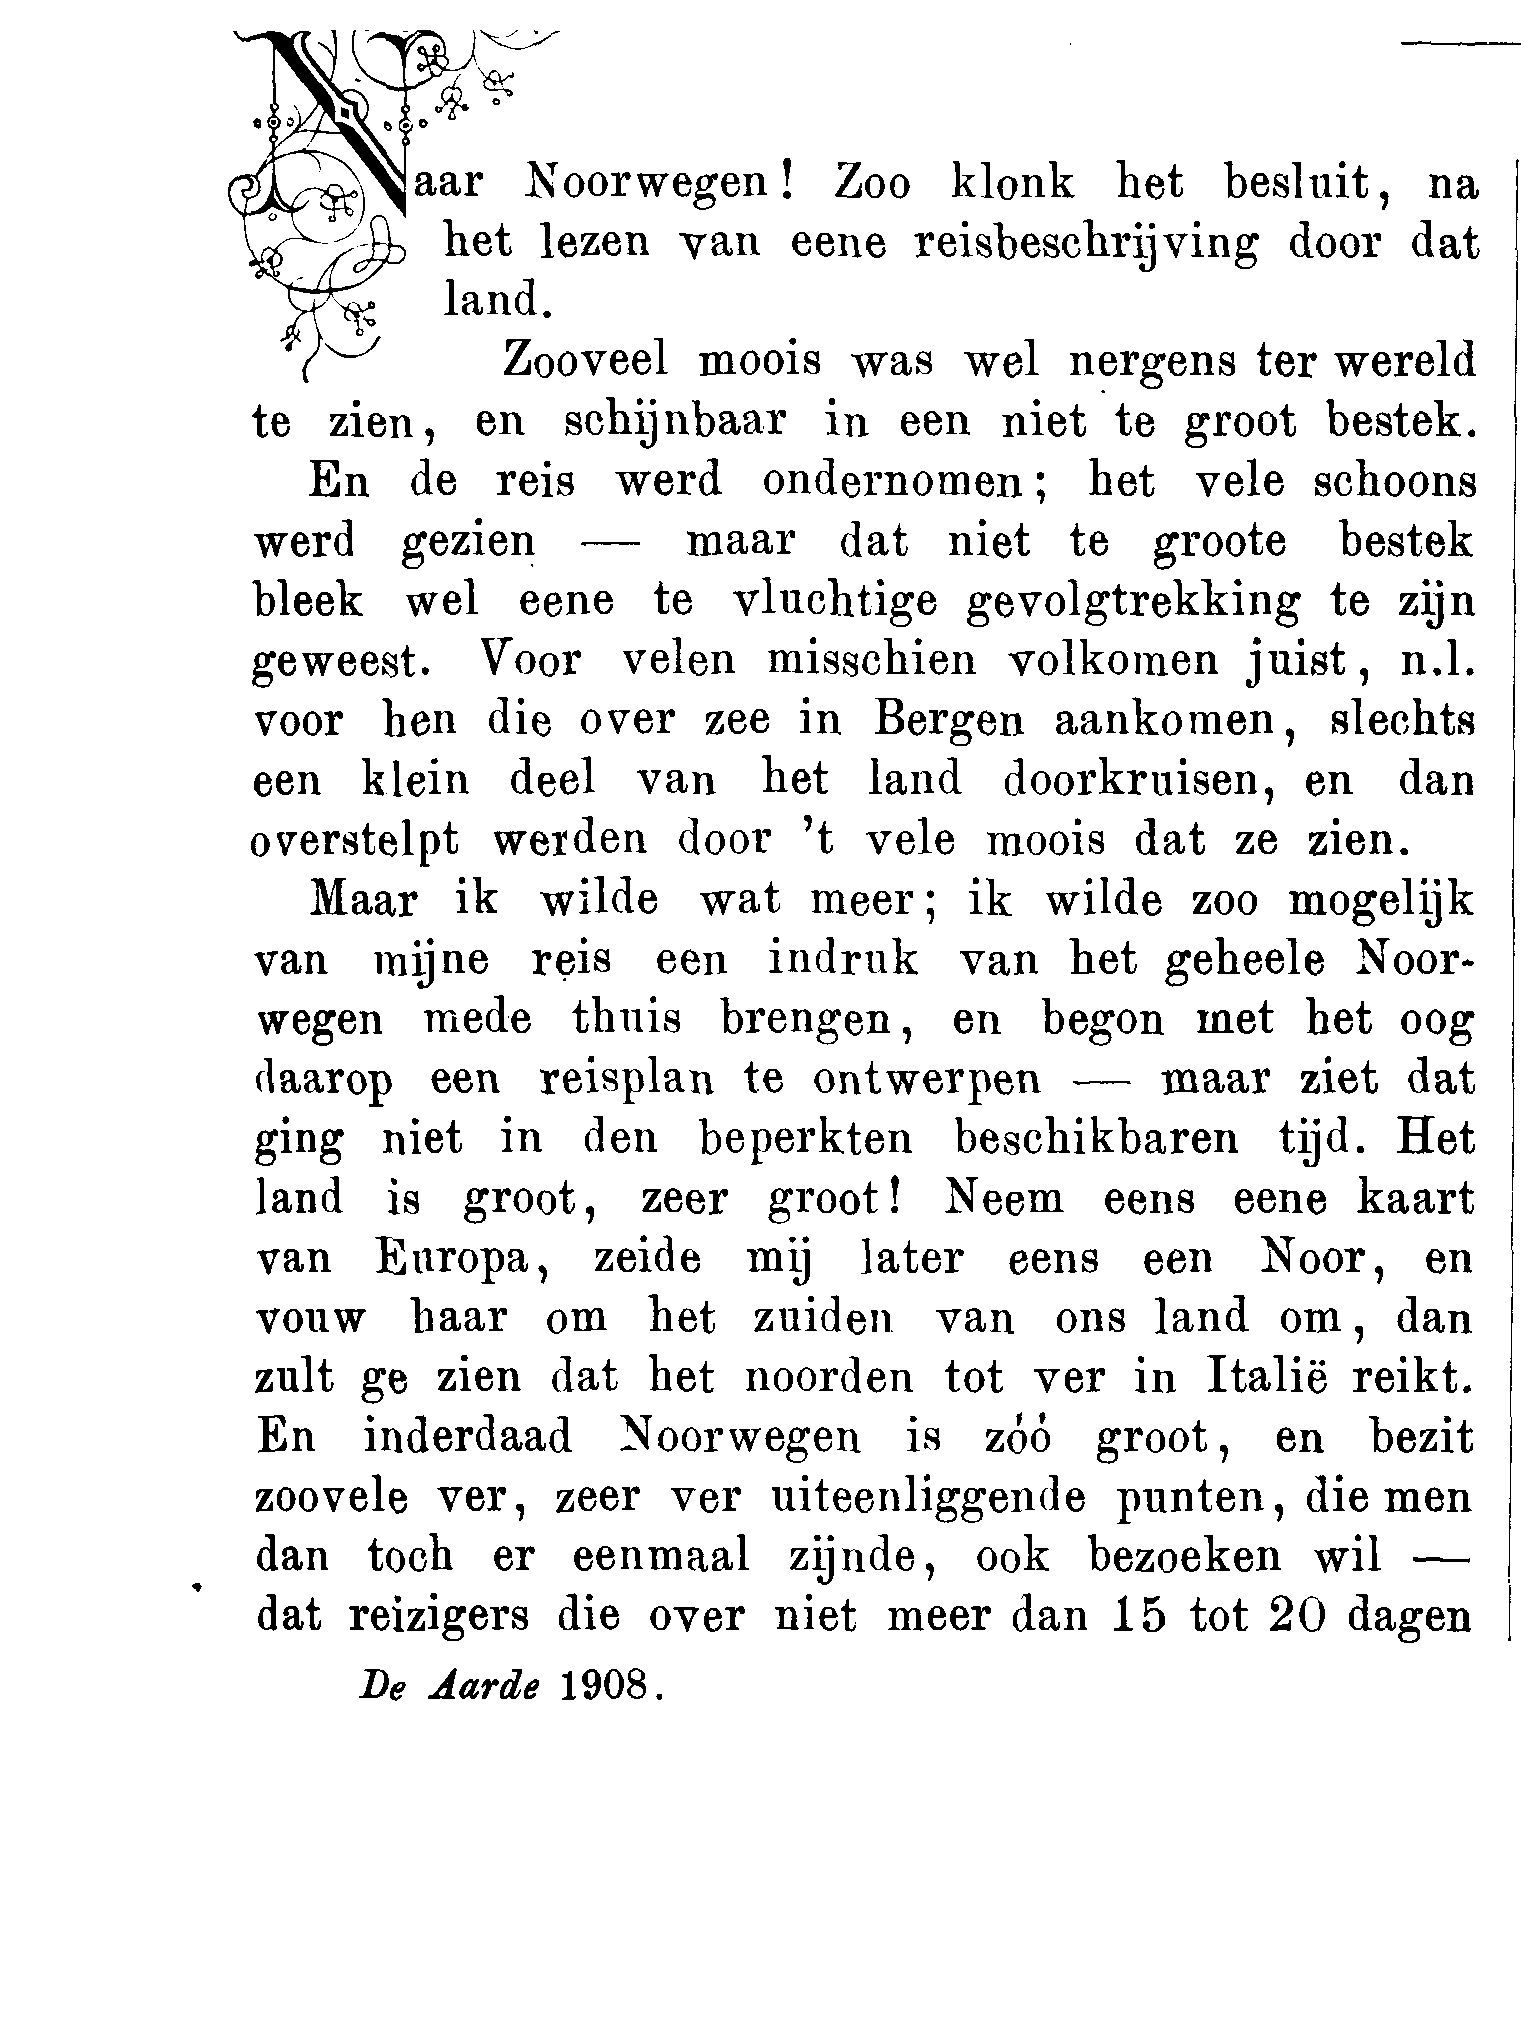 Naar Noorwegen! Zoo klonk het besluit, na
het lezen van eene reisbeschrijving door dat
land.
Zooveel moois was wel nergens ter wereld
te zien, en schijnbaar in een niet te groot bestek.
En de reis werd ondernomen; het vele schoons
werd gezien — maar dat niet te groote bestek
bleek wel eene te vluchtige gevolgtrekking te zijn
geweest. Voor velen misschien volkomen juist, n.l.
voor hen die over zee in Bergen aankomen, slechts
een klein deel van het land doorkruisen, en dan
overstelpt werden door 't vele moois dat ze zien.
Maar ik wilde wat meer; ik wilde zoo mogelijk
van mijne reis een indruk van het geheele Noor-
wegen mede thuis brengen, en begon met het oog
daarop een reisplan te ontwerpen — maar ziet dat
ging niet in den beperkten beschikbaren tijd. Het
land is groot, zeer groot! Neem eens eene kaart
van Europa, zeide mij later eens een Noor, en
vouw haar om het zuiden van ons land om, dan
zult ge zien dat het noorden tot ver in Italië reikt.
En inderdaad Noorwegen is zóó groot, en bezit
zoovele ver, zeer ver uiteenliggende punten, die men
dan toch er eenmaal zijnde, ook bezoeken wil —
dat reizigers die over niet meer dan 15 tot 20 dagen
De Aarde 1908.